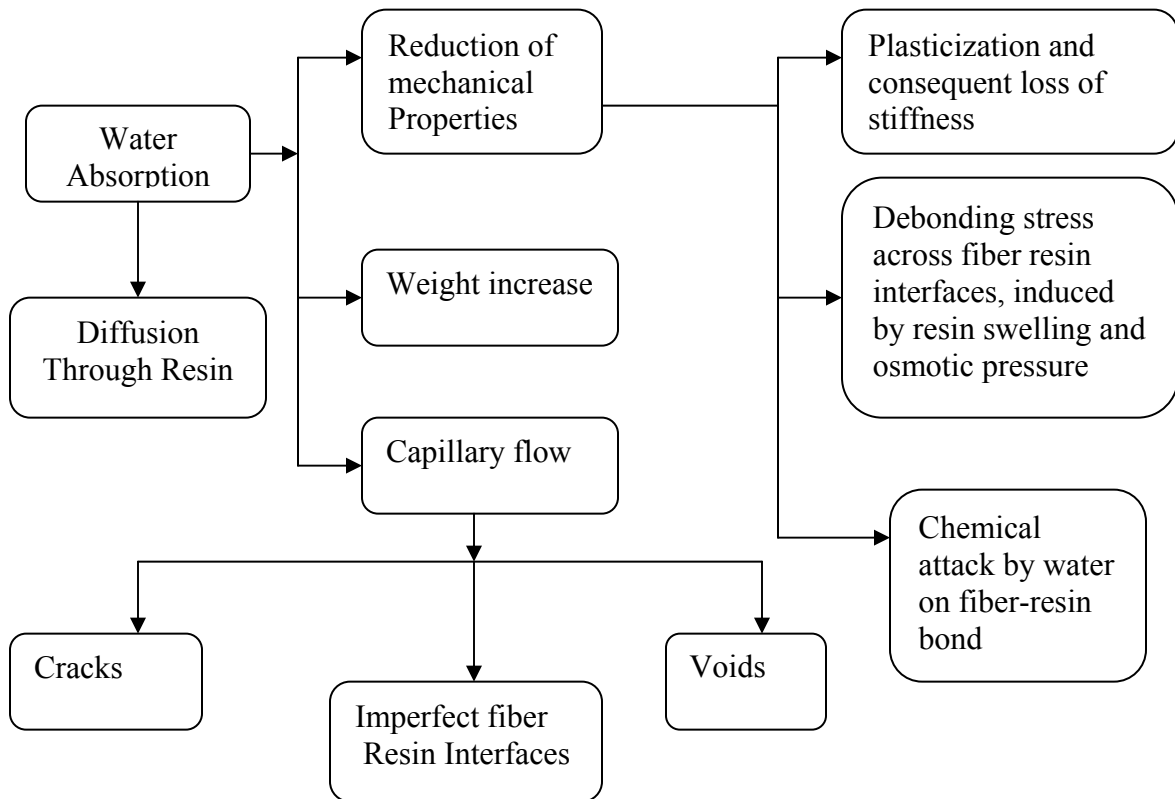 Reduction of
mechanical
Properties
Plasticization and
consequent loss of
stiffness
Water
Absorption
Debonding stress
across fiber resin
interfaces, induced
by resin swelling and
osmotic pressure
Weight increase
Diffusion
Through Resin
Capillary flow
Chemical
attack by water
on fiber-resin
bond
Cracks
Voids
Imperfect fiber
Resin Interfaces